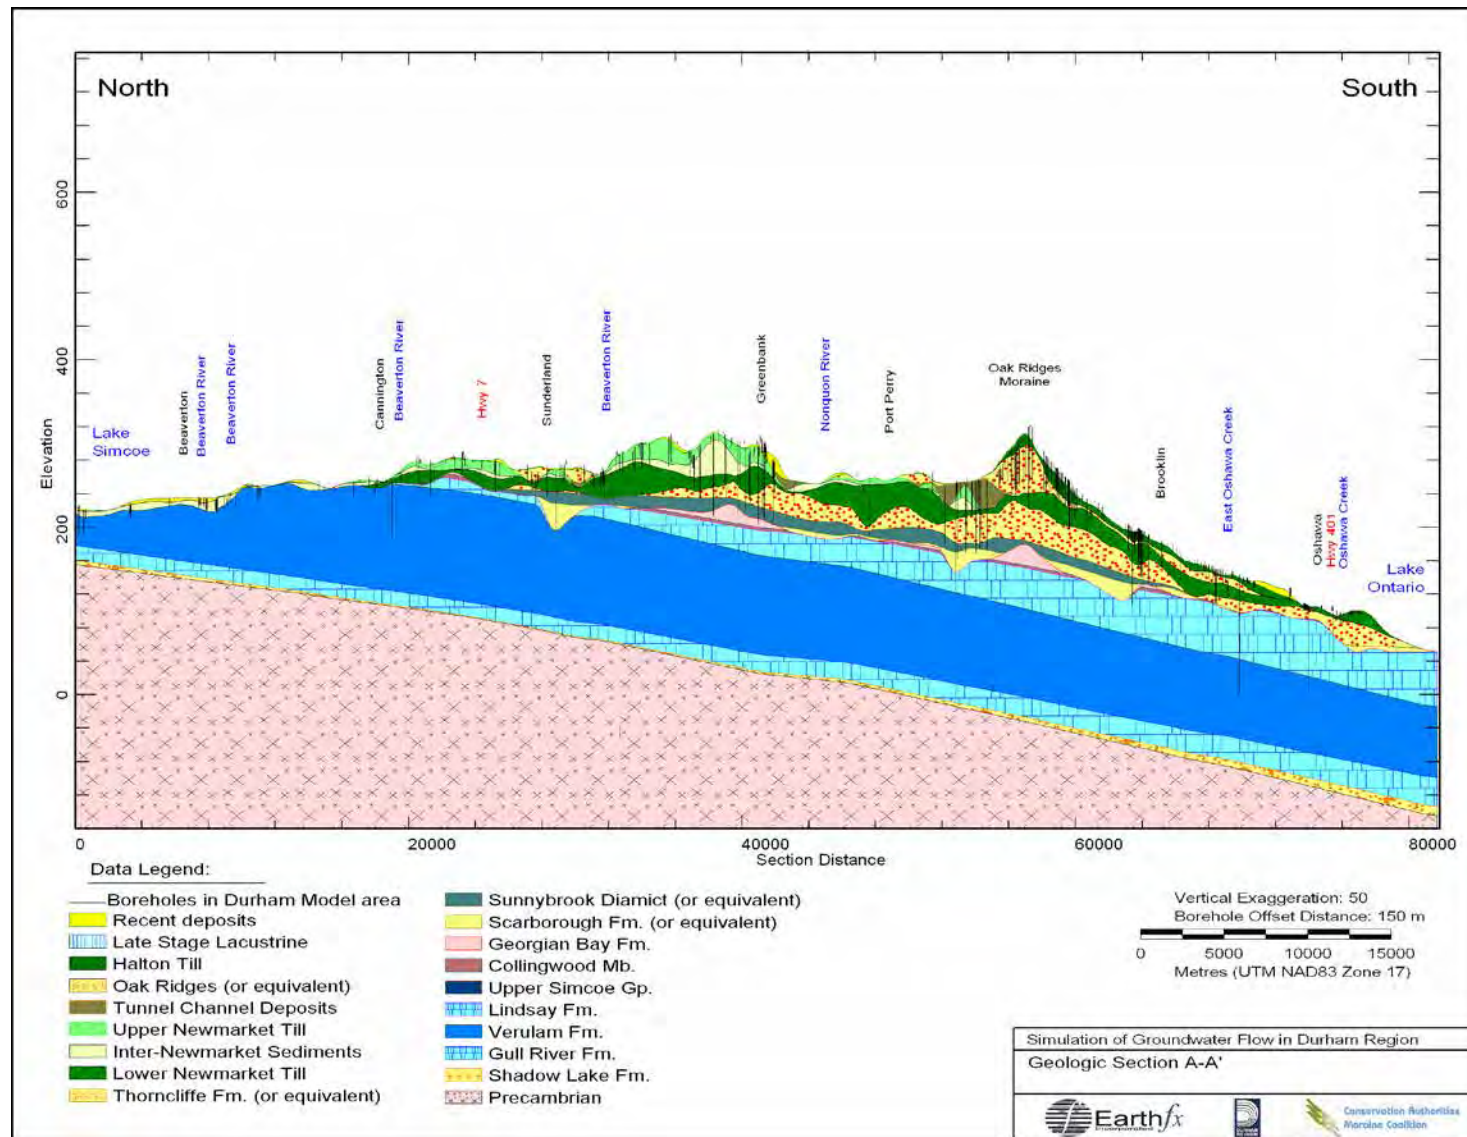 North
South
600
400
200
0
Elevation
Lake
Simcoe
Beaverton
Beaverton River
Beaverton River
Cannington
Beaverton River
Hwy 7
Sunderland
Beaverton River
Greenbank
Nonquon River
Port Perry
Oak Ridges
Moraine
Brooklin
East Oshawa Creek
Oshawa
Hwy 401
Oshawa Creek
Lake
Ontario
0
20000
40000
60000
80000
Section Distance
Data Legend:
Boreholes in Durham Model area
Recent deposits
Late Stage Lacustrine
Halton Till
Oak Ridges (or equivalent)
Tunnel Channel Deposits
Upper Newmarket Till
Inter-Newmarket Sediments
Lower Newmarket Till
Thorncliffe Fm. (or equivalent)
Sunnybrook Diamict (or equivalent)
Scarborough Fm. (or equivalent)
Georgian Bay Fm.
Collingwood Mb.
Upper Simcoe Gp.
Lindsay Fm.
Verulam Fm.
Gull River Fm.
Shadow Lake Fm.
Precambrian
Vertical Exaggeration: 50
Borehole Offset Distance: 150 m
0 5000 10000 15000
Metres (UTM NAD83 Zone 17)
Simulation of Groundwater Flow in Durham Region
Geologic Section A-A'
Earthfx
Incorporated
Conservation Authorities
Moraine Coalition